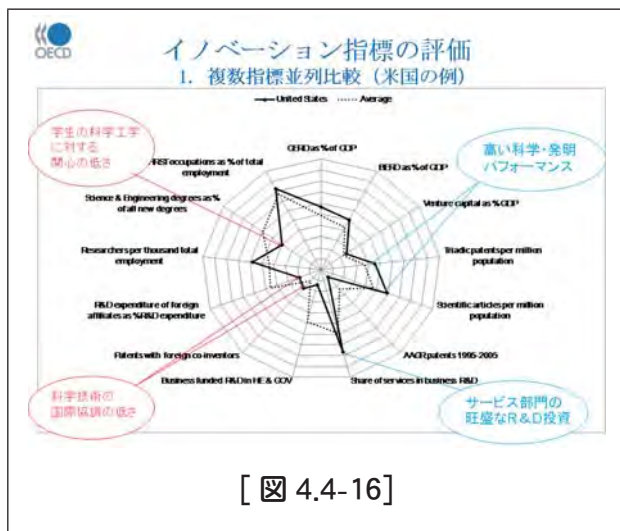 OECD
イノベーション指標の評価
1. 複数指標並列比較（米国の例）
United States Average
学生の科学工学
に対する
関心の低さ
高い科学・発明
パフォーマンス
GERD as % of GDP
HRST occupations as % of total
employment
BERD as % of GDP
Science & Engineering degrees as %
of all new degrees
Venture capital as % GDP
Researchers per thousand total
employment
Triadic patents per million
population
R&D expenditure of foreign
affiliates as % R&D expenditure
Scientific articles per million
population
Patents with foreign co-inventors
AAGR patents 1995-2005
Business funded R&D in HE & GOV
Share of services in business R&D
科学技術の
国際協調の低さ
サービス部門の
旺盛なR&D投資
[ 図 4.4-16]